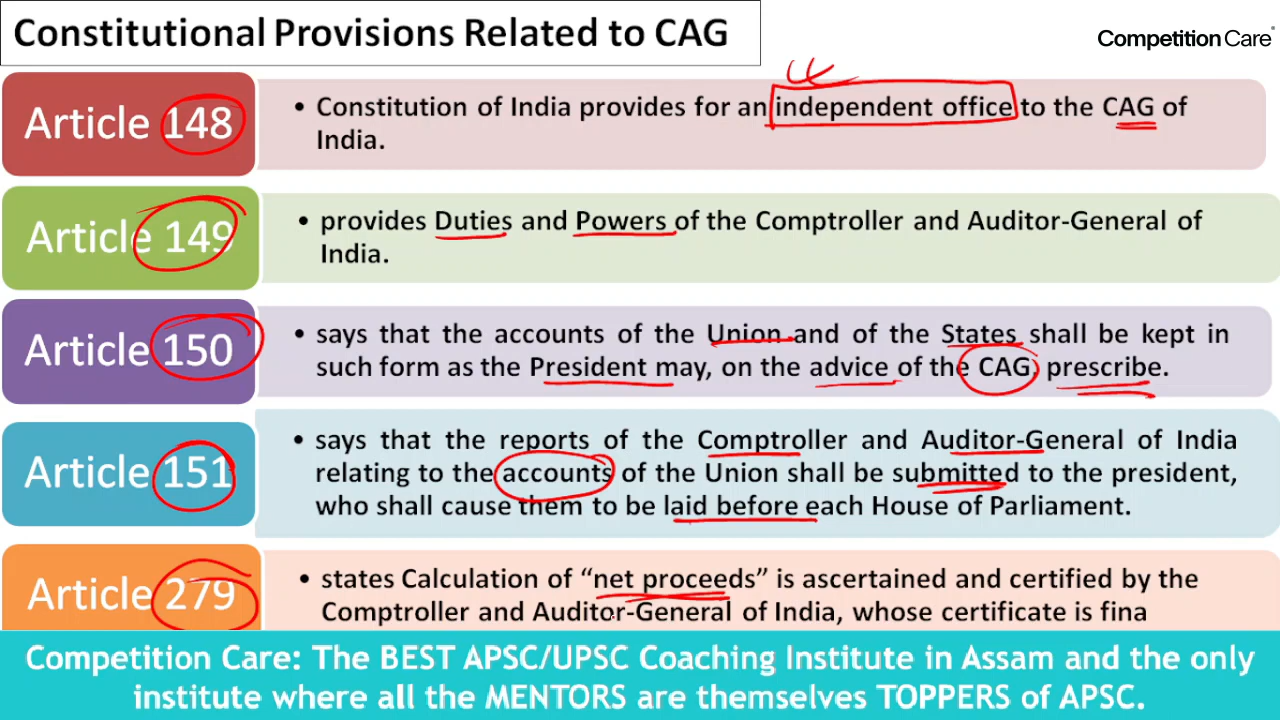 Constitutional Provisions Related to CAG
Competition Care
Article 148
• Constitution of India provides for an independent office to the CAG of
India.
Article 149
• provides Duties and Powers of the Comptroller and Auditor-General of
India.
Article 150
• says that the accounts of the Union and of the States shall be kept in
such form as the President may, on the advice of the CAG, prescribe.
Article 151
• says that the reports of the Comptroller and Auditor-General of India
relating to the accounts of the Union shall be submitted to the president,
who shall cause them to be laid before each House of Parliament.
Article 279
• states Calculation of “net proceeds” is ascertained and certified by the
Comptroller and Auditor-General of India, whose certificate is fina
Competition Care: The BEST APSC/UPSC Coaching Institute in Assam and the only
institute where all the MENTORS are themselves TOPPERS of APSC.